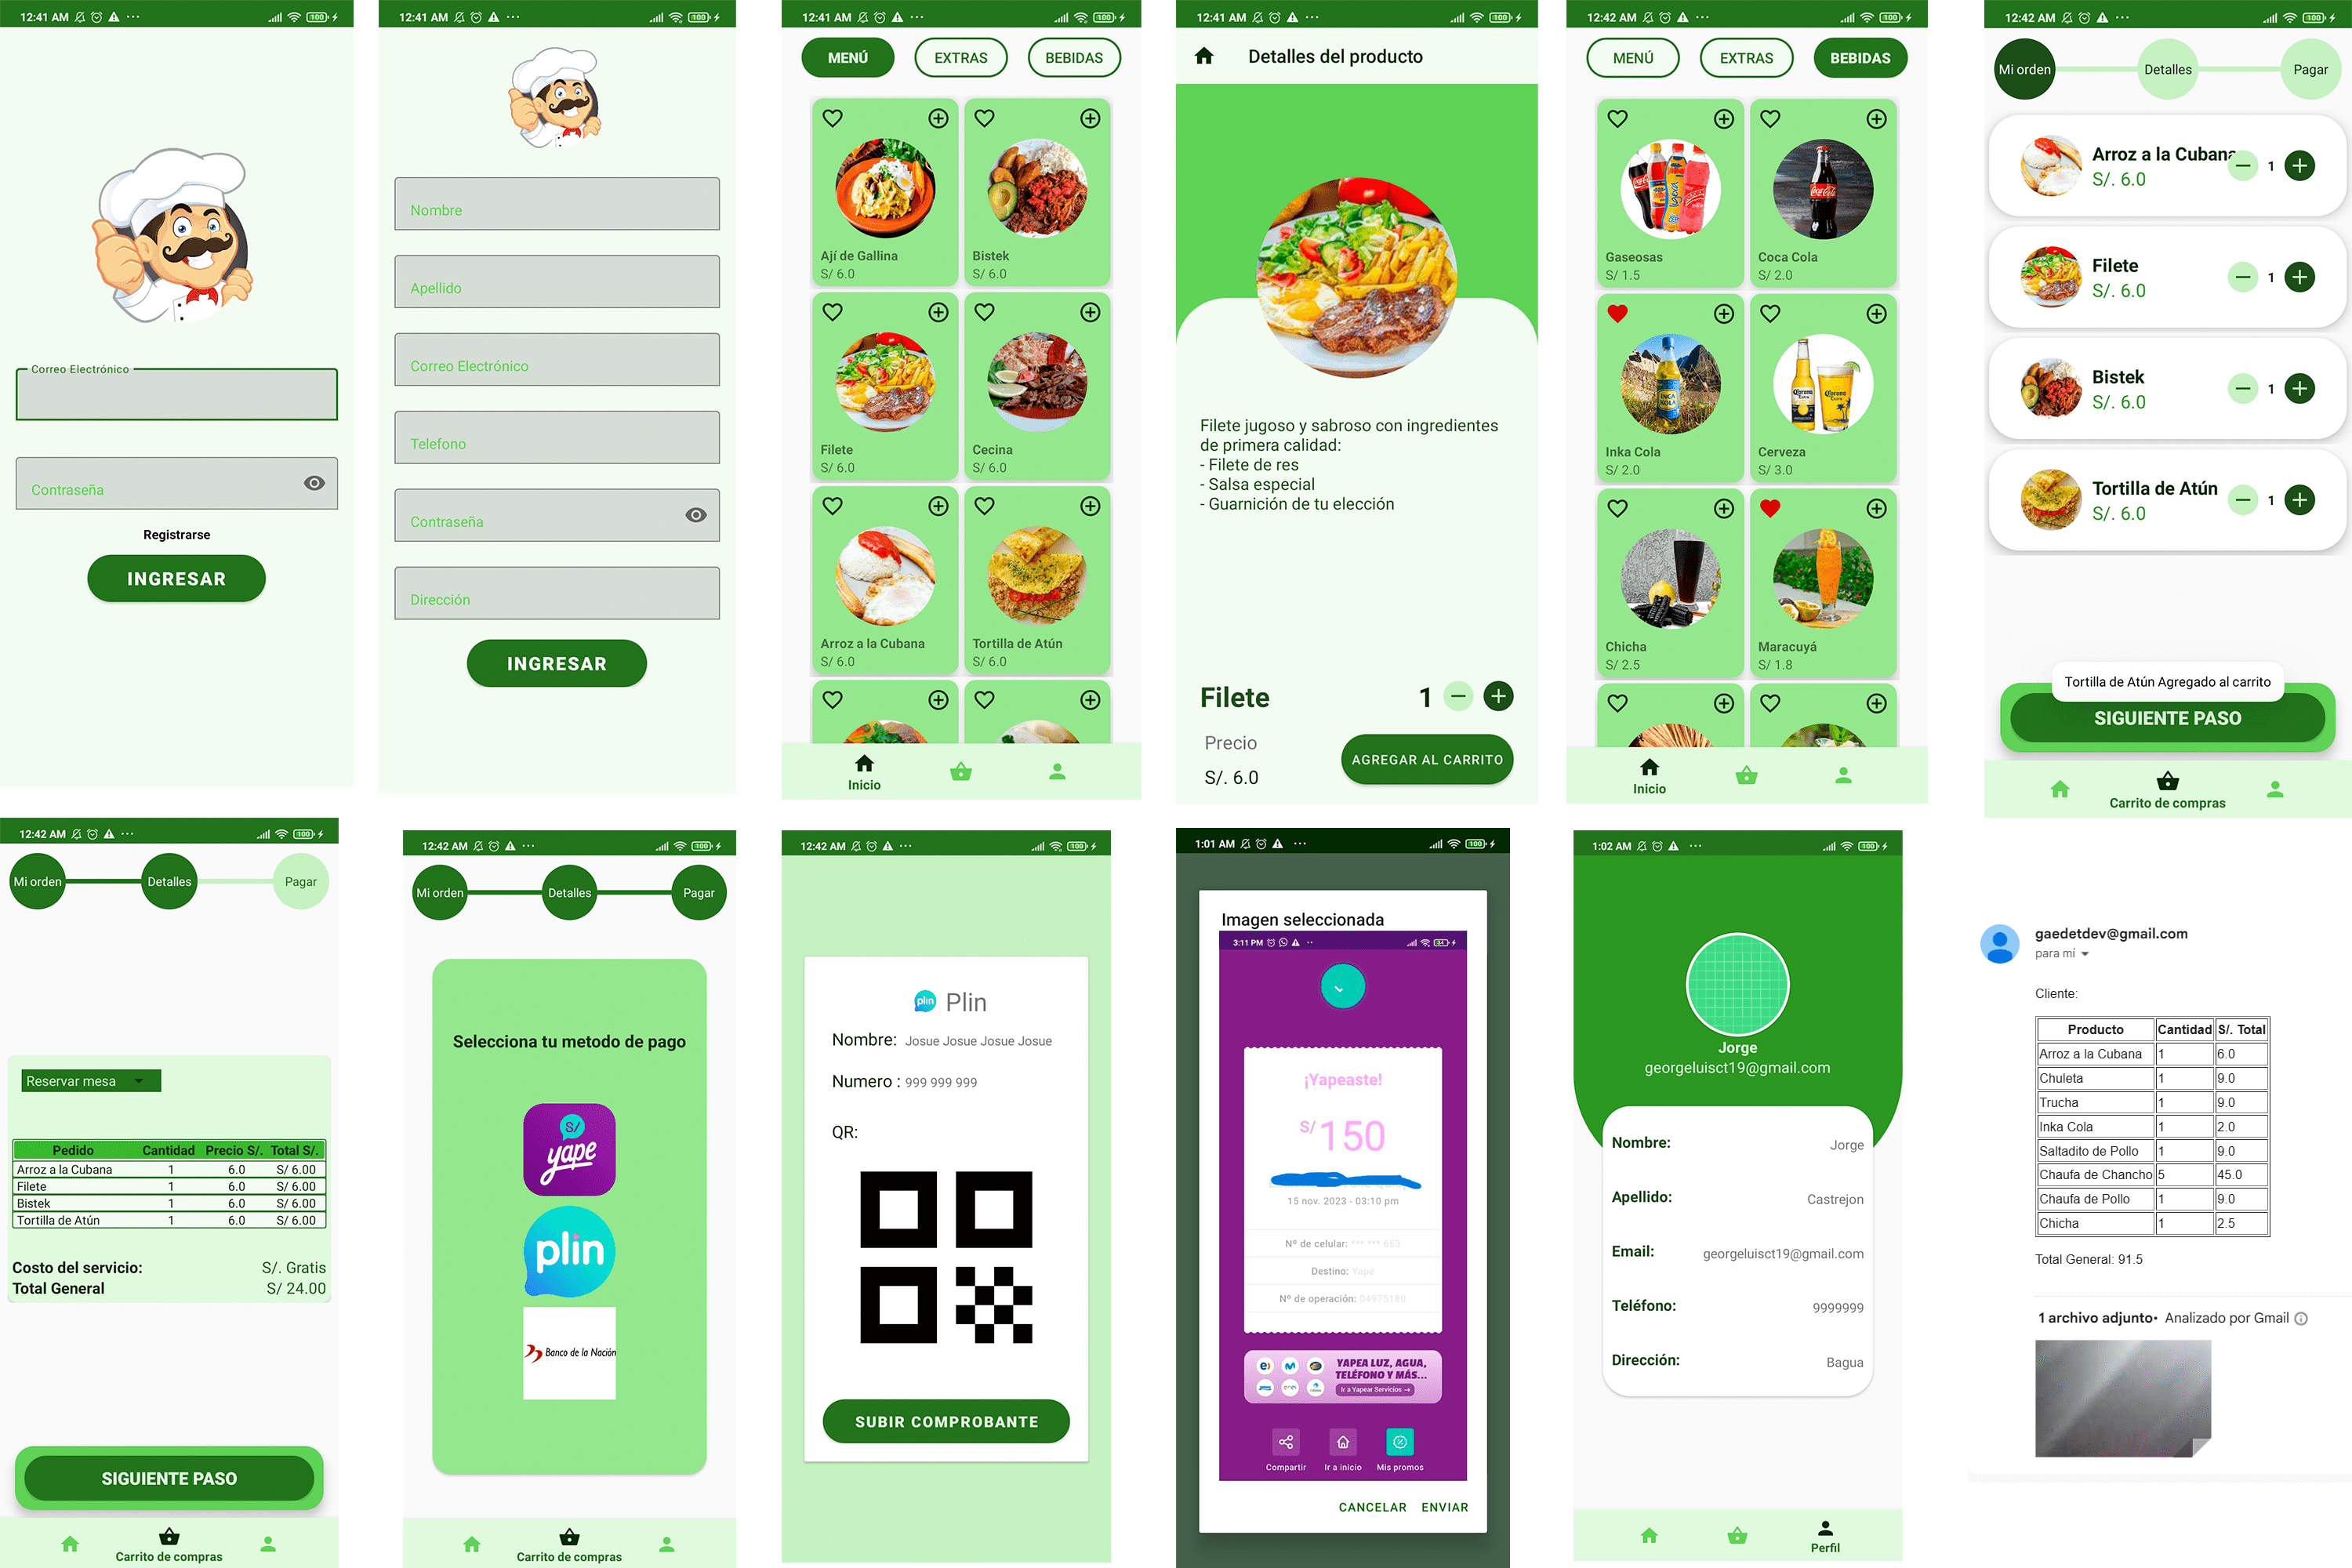 12:41 AM
Correo Electrónico
Contraseña
Registrarse
INGRESAR
12:41 AM
Nombre
Apellido
Correo Electrónico
Telefono
Contraseña
Dirección
INGRESAR
12:41 AM
MENÚ EXTRAS BEBIDAS
Ají de Gallina Bistek
S/ 6.0 S/ 6.0
Filete Cecina
S/ 6.0 S/ 6.0
Arroz a la Cubana Tortilla de Atún
S/ 6.0 S/ 6.0
Inicio
12:41 AM
Detalles del producto
Filete jugoso y sabroso con ingredientes
de primera calidad:
- Filete de res
- Salsa especial
- Guarnición de tu elección
Filete 1
Precio
S/. 6.0
AGREGAR AL CARRITO
12:42 AM
MENÚ EXTRAS BEBIDAS
Gaseosas Coca Cola
S/ 1.5 S/ 2.0
Inka Cola Cerveza
S/ 2.0 S/ 3.0
Chicha Maracuyá
S/ 2.5 S/ 1.8
Inicio
12:42 AM
Mi orden Detalles Pagar
Arroz a la Cubana 1
S/. 6.0
Filete 1
S/. 6.0
Bistek 1
S/. 6.0
Tortilla de Atún 1
S/. 6.0
Tortilla de Atún Agregado al carrito
SIGUIENTE PASO
Carrito de compras
12:42 AM
Mi orden Detalles Pagar
Reservar mesa
Pedido Cantidad Precio S/. Total S/.
Arroz a la Cubana 1 6.0 S/ 6.00
Filete 1 6.0 S/ 6.00
Bistek 1 6.0 S/ 6.00
Tortilla de Atún 1 6.0 S/ 6.00
Costo del servicio: S/. Gratis
Total General S/ 24.00
SIGUIENTE PASO
Carrito de compras
12:42 AM
Mi orden Detalles Pagar
Selecciona tu metodo de pago
S/
yape
plin
Banco de la Nación
Carrito de compras
12:42 AM
plin Plin
Nombre: Josue Josue Josue Josue
Numero : 999 999 999
QR:
SUBIR COMPROBANTE
1:01 AM
Imagen seleccionada
3:11 PM
¡Yapeaste!
S/ 150
15 nov. 2023 - 03:10 pm
Nº de celular: *** *** 653
Destino: Yape
Nº de operación: 04975180
YAPEA LUZ, AGUA,
TELÉFONO Y MÁS...
Ir a Yapear Servicios →
Compartir Ir a inicio Mis promos
CANCELAR ENVIAR
1:02 AM
Jorge
georgeluisct19@gmail.com
Nombre: Jorge
Apellido: Castrejon
Email: georgeluisct19@gmail.com
Teléfono: 9999999
Dirección: Bagua
Perfil
gaedetdev@gmail.com
para mí
Cliente:
Producto Cantidad S/. Total
Arroz a la Cubana 1 6.0
Chuleta 1 9.0
Trucha 1 9.0
Inka Cola 1 2.0
Saltadito de Pollo 1 9.0
Chaufa de Chancho 5 45.0
Chaufa de Pollo 1 9.0
Chicha 1 2.5
Total General: 91.5
1 archivo adjunto • Analizado por Gmail